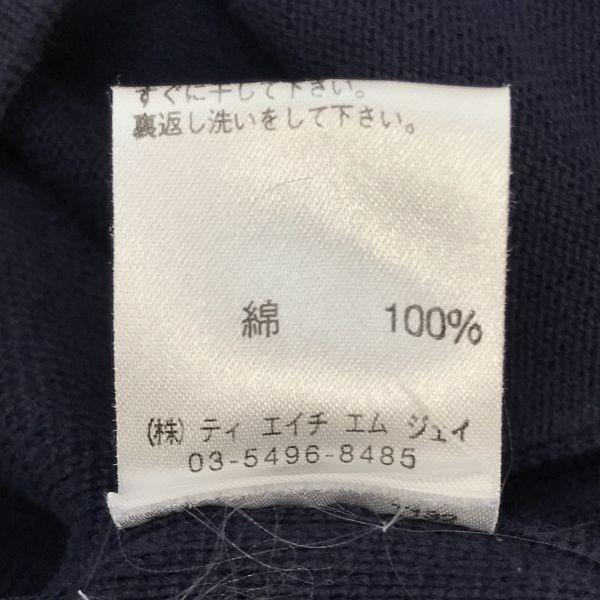 すぐに干して下さい。
裏返し洗いをして下さい。
綿 100%
(株) ティ エイチ エム ジェイ
03-5496-8485